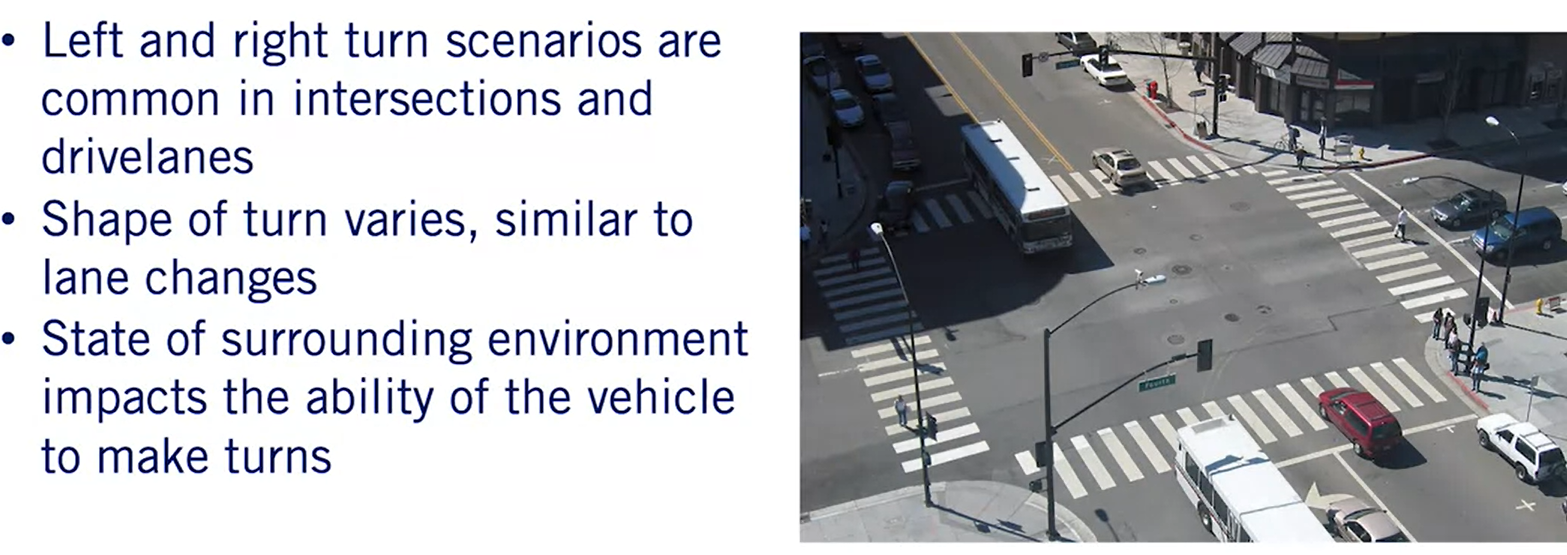 • Left and right turn scenarios are
common in intersections and
drivelanes
• Shape of turn varies, similar to
lane changes
• State of surrounding environment
impacts the ability of the vehicle
to make turns
Fourth